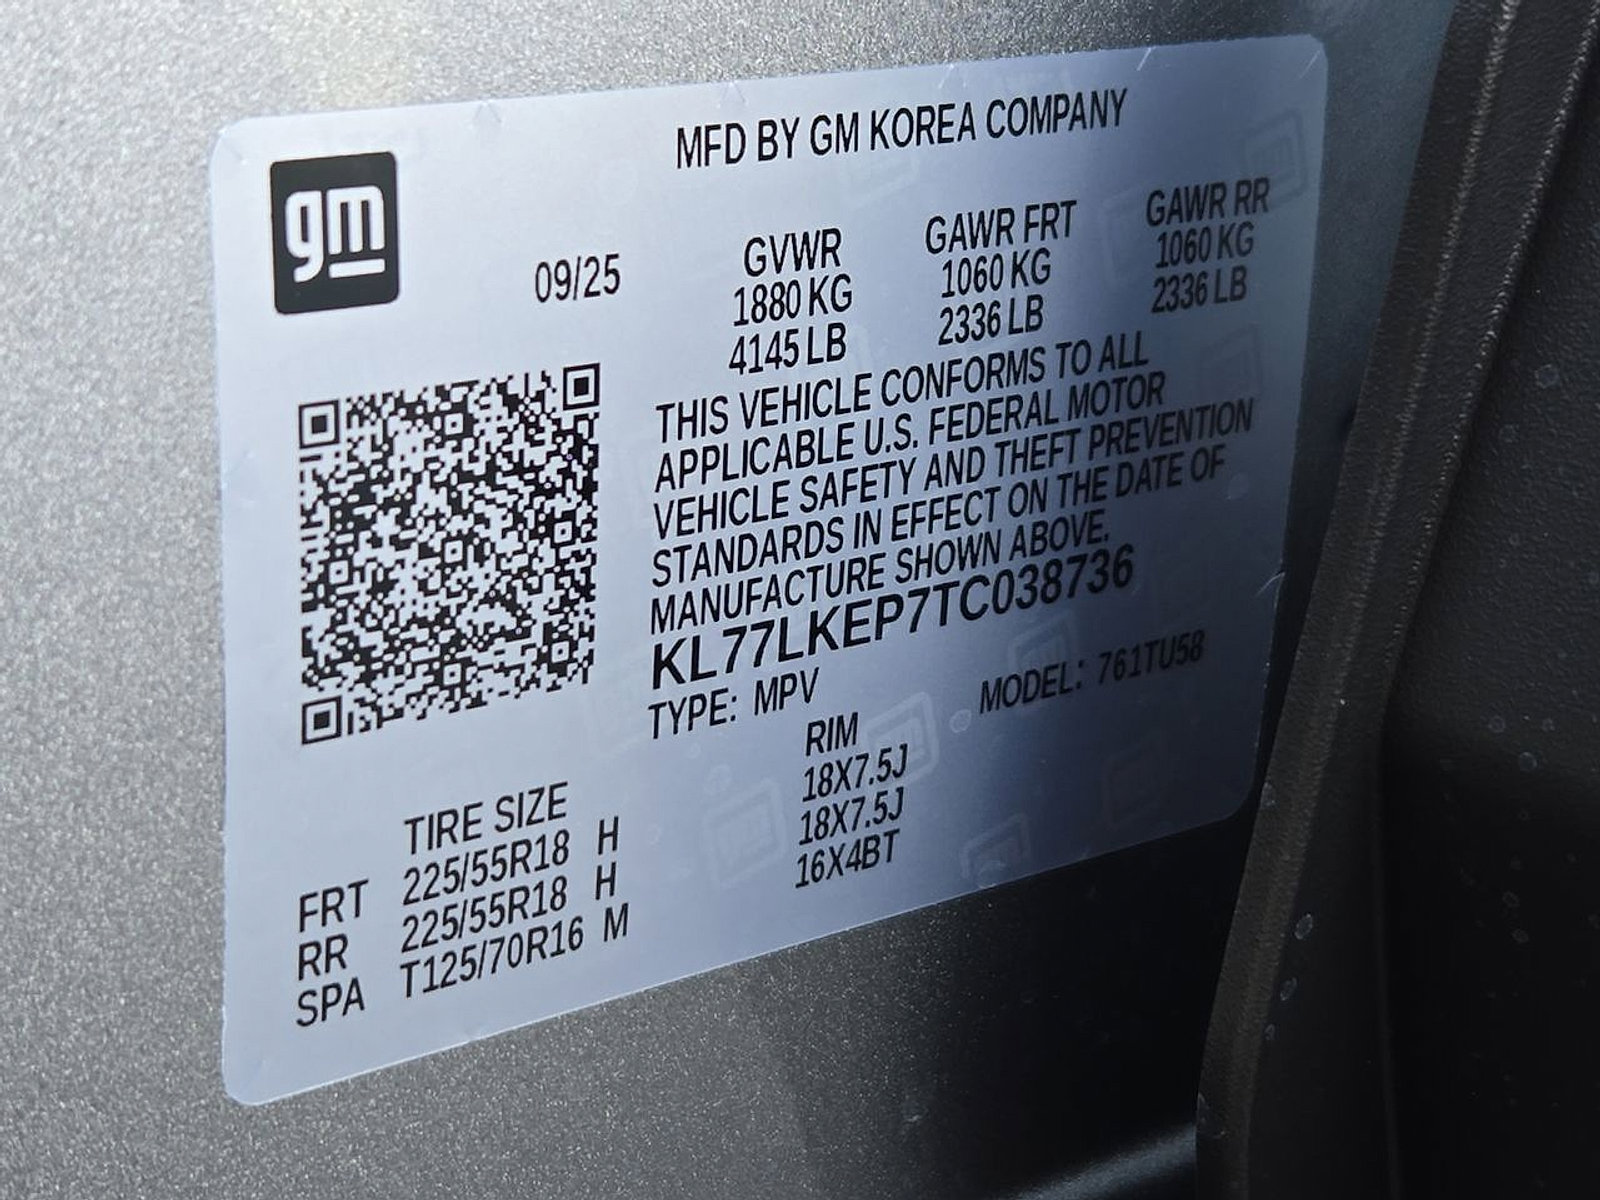 gm
MFD BY GM KOREA COMPANY
09/25
GVWR GAWR FRT GAWR RR
1880 KG 1060 KG 1060 KG
4145 LB 2336 LB 2336 LB
THIS VEHICLE CONFORMS TO ALL
APPLICABLE U.S. FEDERAL MOTOR
VEHICLE SAFETY AND THEFT PREVENTION
STANDARDS IN EFFECT ON THE DATE OF
MANUFACTURE SHOWN ABOVE.
KL77LKEP7TC038736
TYPE: MPV MODEL: 761TU58
TIRE SIZE RIM
FRT 225/55R18 H 18X7.5J
RR 225/55R18 H 18X7.5J
SPA T125/70R16 M 16X4BT